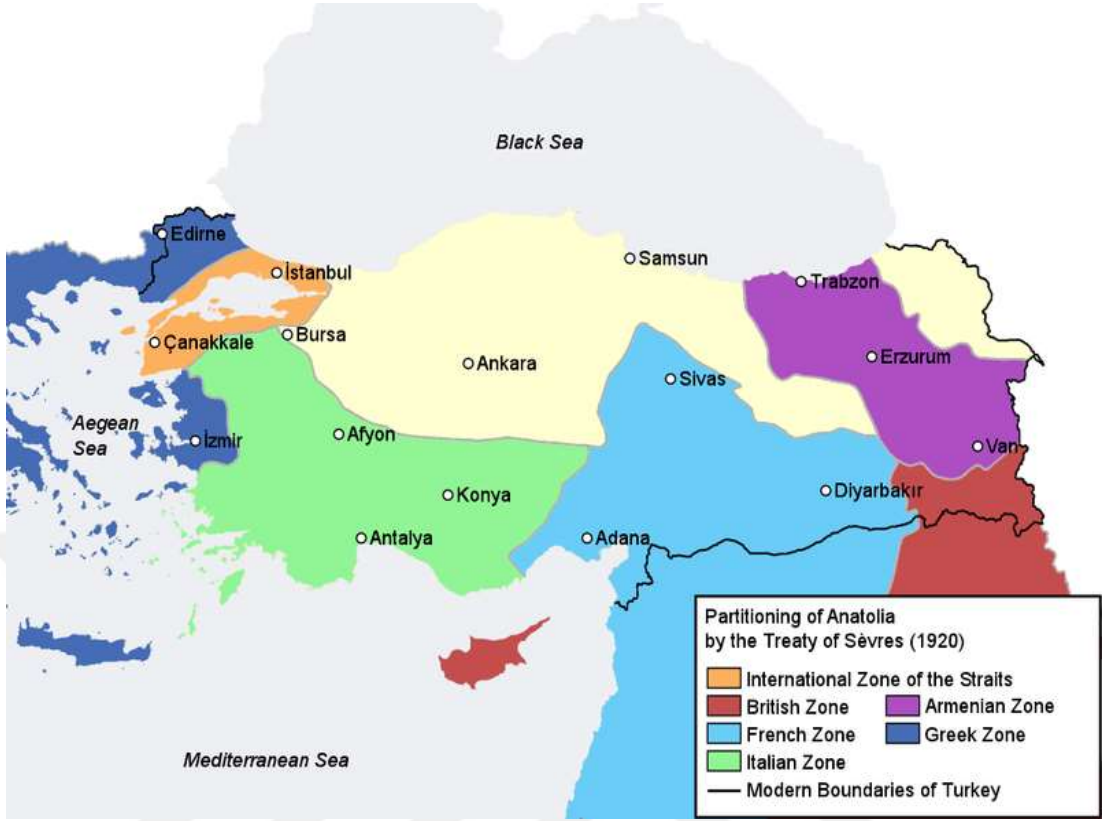 Black Sea
Edirne
İstanbul
Samsun
Trabzon
Çanakkale
Bursa
Ankara
Sivas
Erzurum
Aegean
Sea
İzmir
Afyon
Van
Konya
Diyarbakır
Antalya
Adana
Mediterranean Sea
Partitioning of Anatolia
by the Treaty of Sèvres (1920)
International Zone of the Straits
British Zone
Armenian Zone
French Zone
Greek Zone
Italian Zone
Modern Boundaries of Turkey